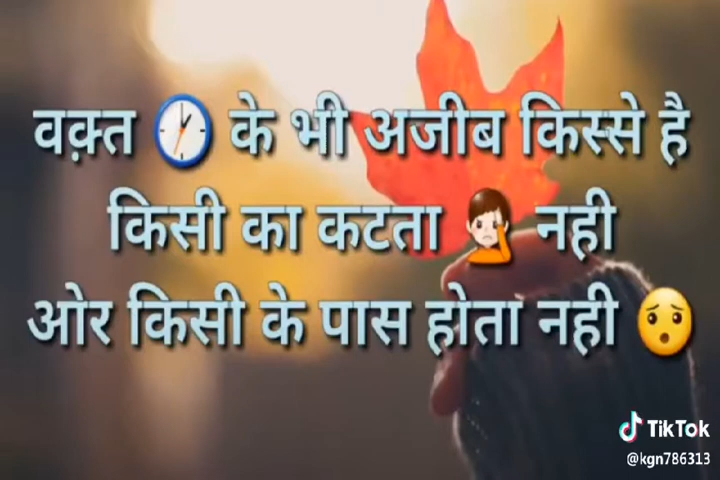 वक़्त 🕐 के भी अजीब किस्से है
किसी का कटता 🤦 नही
ओर किसी के पास होता नही 😯
TikTok
@kgn786313